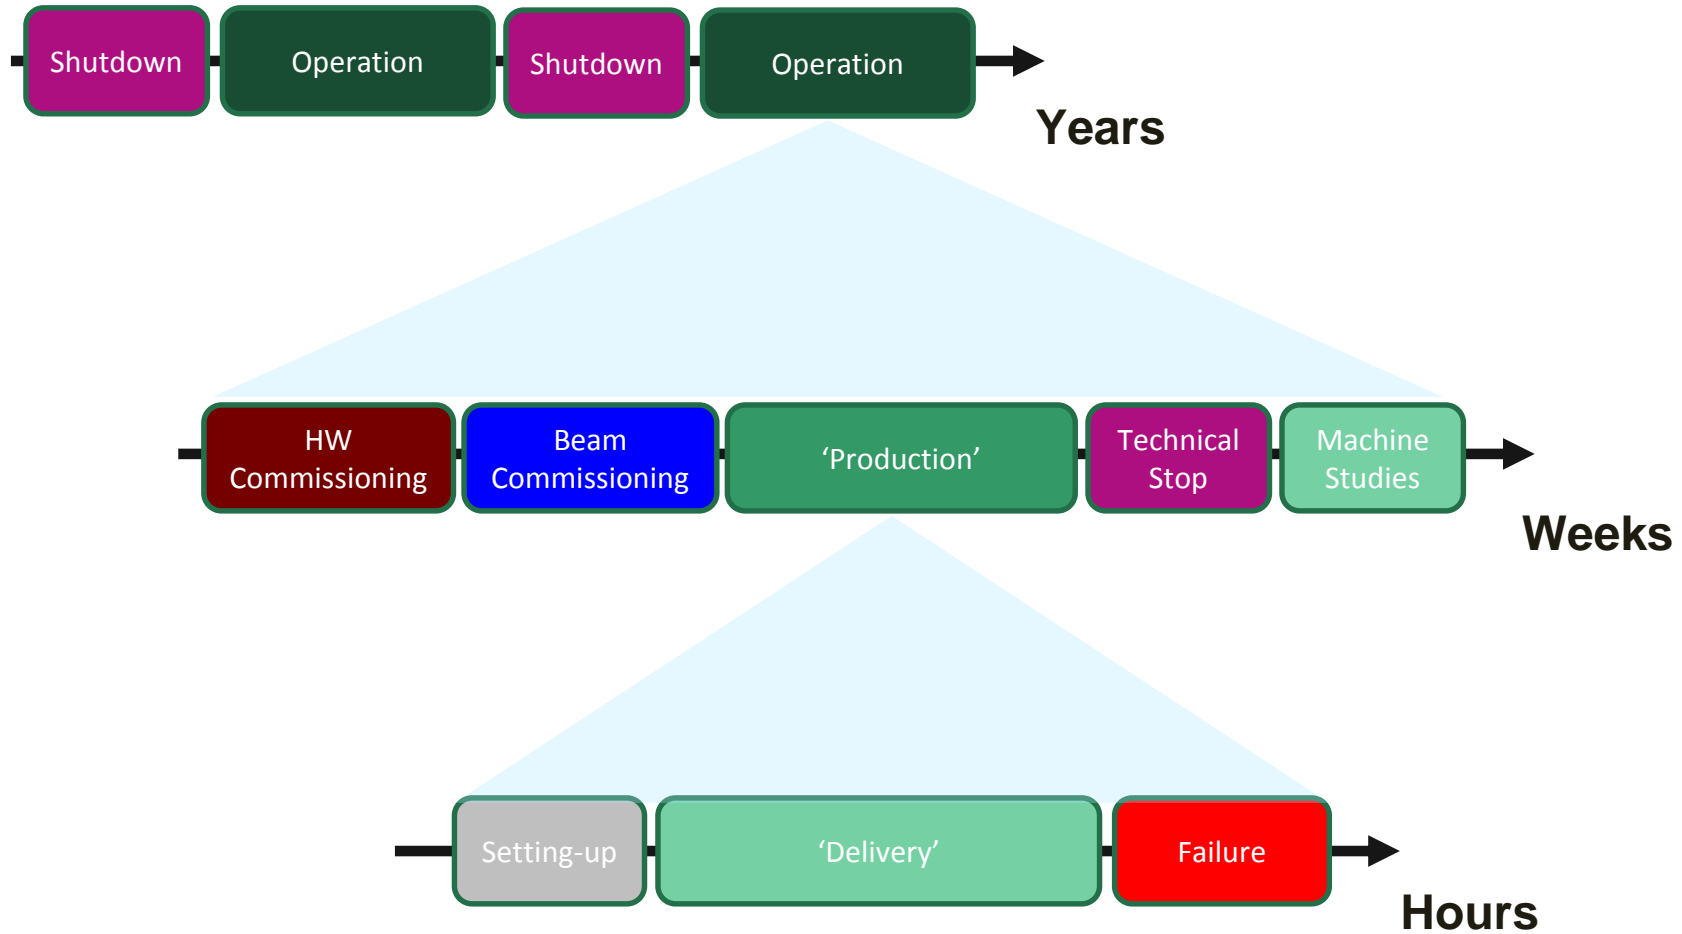 Shutdown
Operation
Shutdown
Operation
Years
HW
Commissioning
Beam
Commissioning
‘Production’
Technical
Stop
Machine
Studies
Weeks
Setting-up
‘Delivery’
Failure
Hours